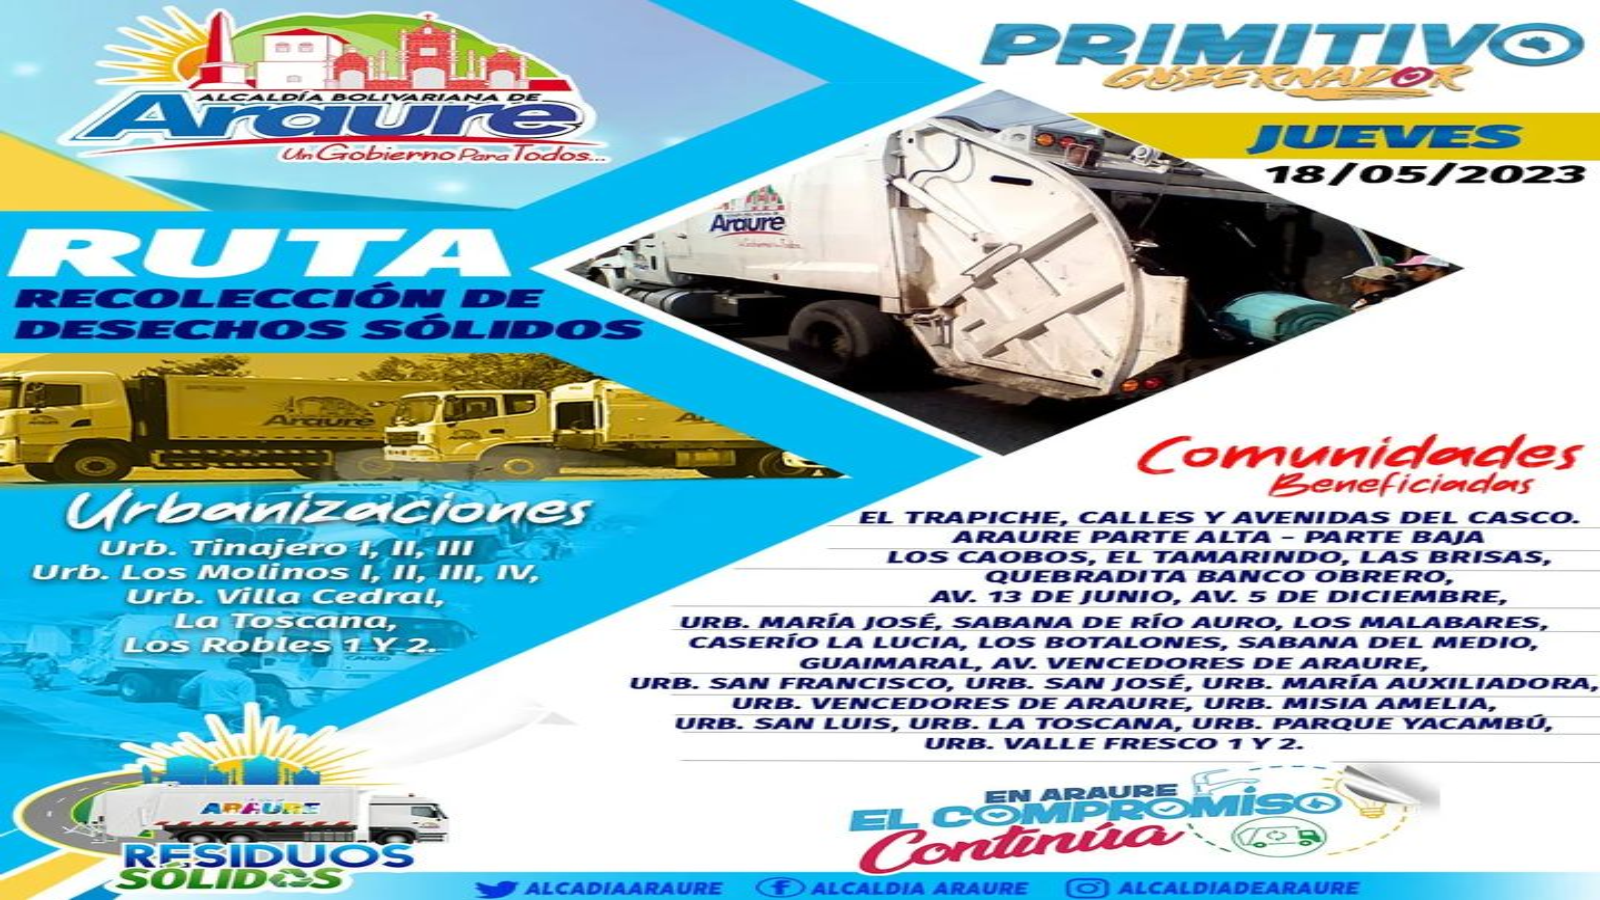 ALCALDÍA BOLIVARIANA DE
Araure
Un Gobierno Para Todos...
PRIMITIVO
GOBERNADOR
JUEVES
18/05/2023
RUTA
RECOLECCIÓN DE
DESECHOS SÓLIDOS
Araure
Araure
Urbanizaciones
Urb. Tinajero I, II, III
Urb. Los Molinos I, II, III, IV,
Urb. Villa Cedral,
La Toscana,
Los Robles 1 Y 2.
Comunidades
Beneficiadas
EL TRAPICHE, CALLES Y AVENIDAS DEL CASCO.
ARAURE PARTE ALTA - PARTE BAJA
LOS CAOBOS, EL TAMARINDO, LAS BRISAS,
QUEBRADITA BANCO OBRERO,
AV. 13 DE JUNIO, AV. 5 DE DICIEMBRE,
URB. MARÍA JOSÉ, SABANA DE RÍO AURO, LOS MALABARES,
CASERÍO LA LUCIA, LOS BOTALONES, SABANA DEL MEDIO,
GUAIMARAL, AV. VENCEDORES DE ARAURE,
URB. SAN FRANCISCO, URB. SAN JOSÉ, URB. MARÍA AUXILIADORA,
URB. VENCEDORES DE ARAURE, URB. MISIA AMELIA,
URB. SAN LUIS, URB. LA TOSCANA, URB. PARQUE YACAMBÚ,
URB. VALLE FRESCO 1 Y 2.
ARAURE
RESIDUOS
SÓLIDOS
EN ARAURE
EL COMPROMISO
Continúa
ALCADIAARAURE
ALCALDIA ARAURE
ALCALDIADEARAURE